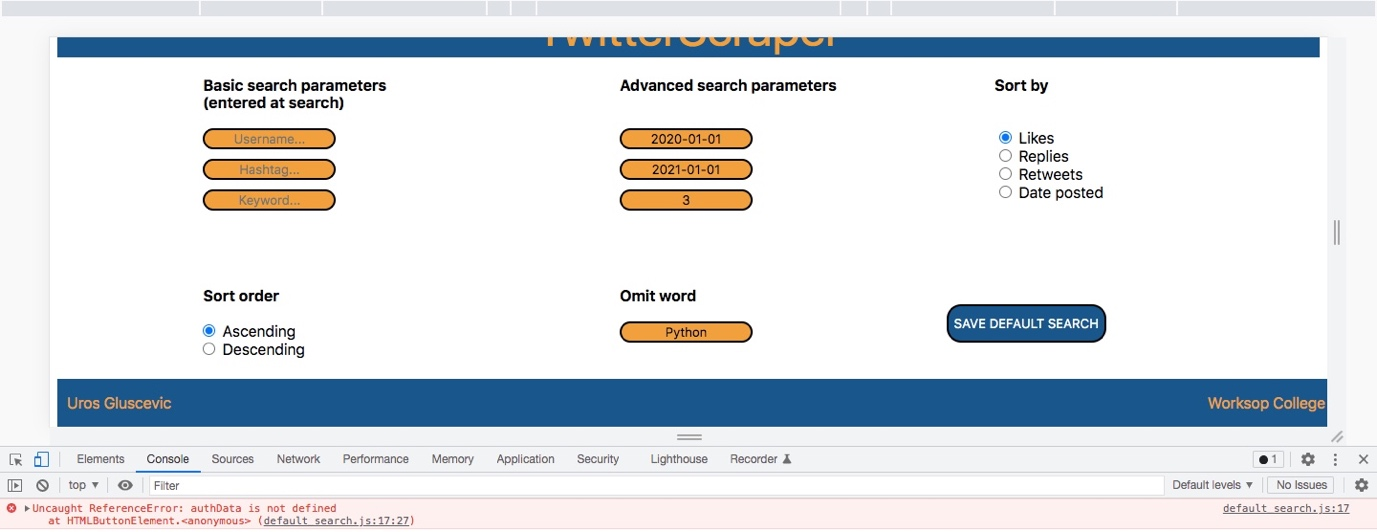 TwitterScraper
Basic search parameters
(entered at search)
Advanced search parameters
Sort by
Username...
Hashtag...
Keyword...
2020-01-01
2021-01-01
3
Likes
Replies
Retweets
Date posted
Sort order
Ascending
Descending
Omit word
Python
SAVE DEFAULT SEARCH
Uros Gluscevic
Worksop College
Elements
Console
Sources
Network
Performance
Memory
Application
Security
Lighthouse
Recorder
1
top
Filter
Default levels
No Issues
Uncaught ReferenceError: authData is not defined
default_search.js:17
at HTMLButtonElement.<anonymous> (default_search.js:17:27)